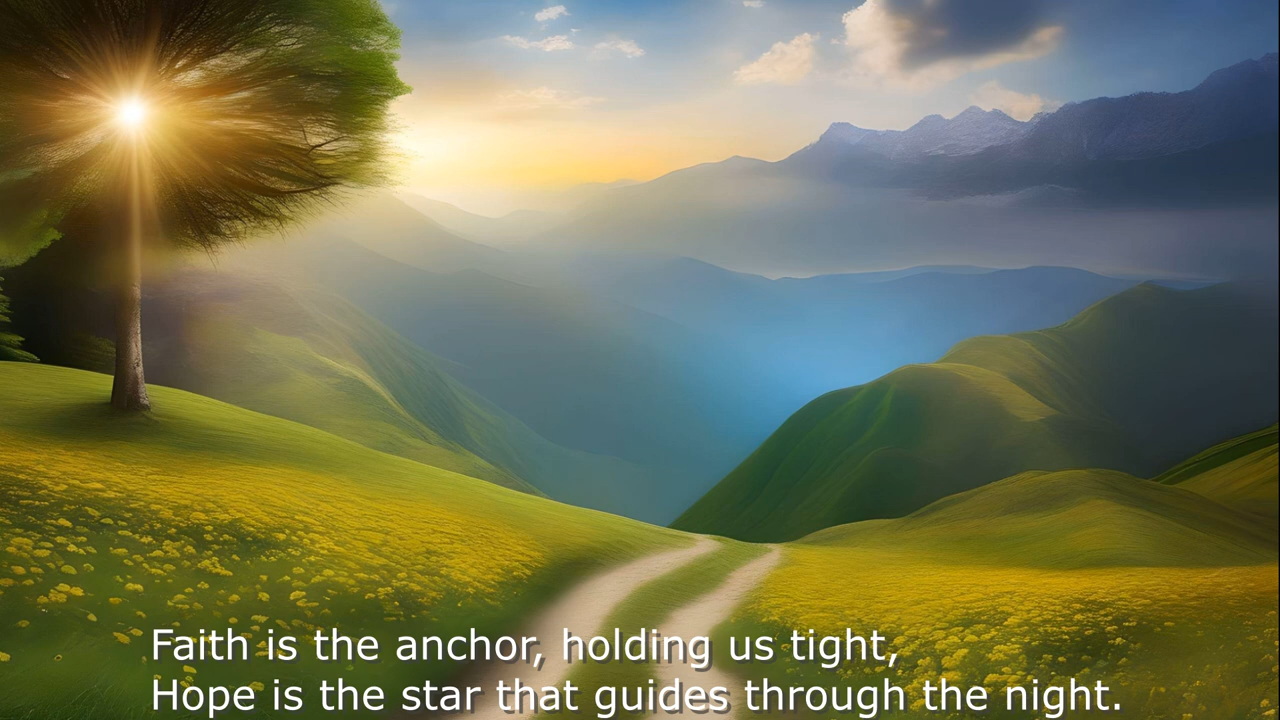 Faith is the anchor, holding us tight,
Hope is the star that guides through the night.